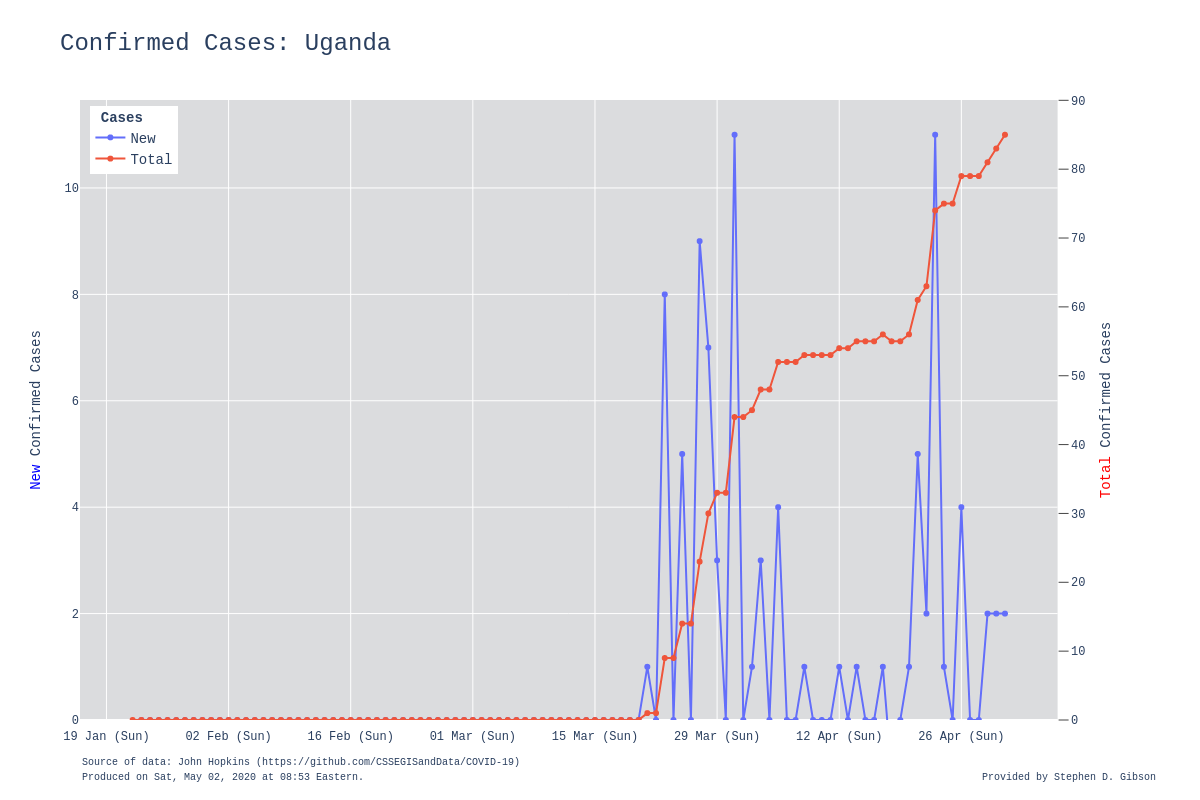 Confirmed Cases: Uganda
Cases
New
Total
10
8
6
4
2
0
90
80
70
60
50
40
30
20
10
0
New Confirmed Cases
Total Confirmed Cases
19 Jan (Sun)
02 Feb (Sun)
16 Feb (Sun)
01 Mar (Sun)
15 Mar (Sun)
29 Mar (Sun)
12 Apr (Sun)
26 Apr (Sun)
Source of data: John Hopkins (https://github.com/CSSEGISandData/COVID-19)
Produced on Sat, May 02, 2020 at 08:53 Eastern.
Provided by Stephen D. Gibson